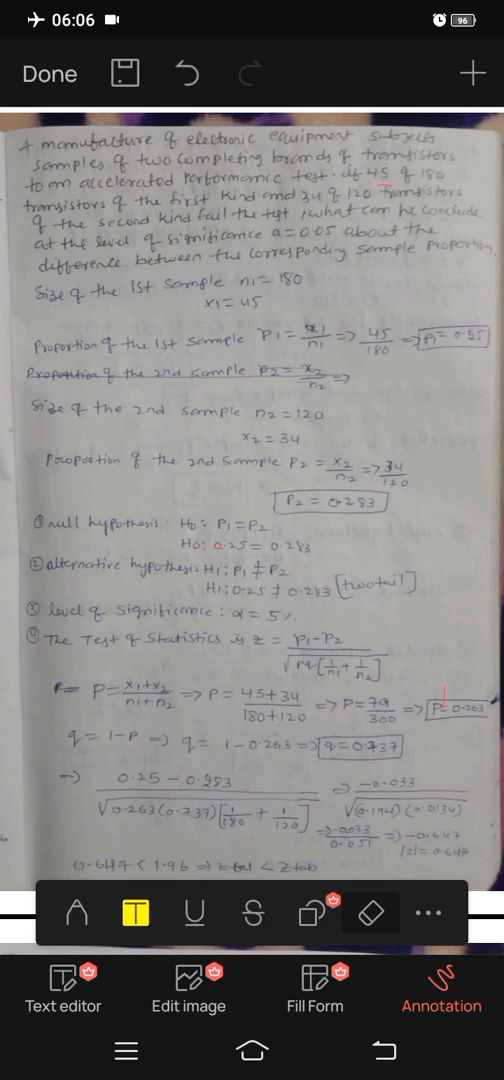 06:06
96
Done
A manufacture of electronic equipment subjects
samples of two completing brands of transistors
to an accelerated performance test. if 45 of 180
transistors of the first kind and 34 of 120 transistors
of the second kind fail the tyt, what can he conclude
at the level of significance a=0.05 about the
difference between the corresponding sample proportion.
Size of the 1st sample n1=180
x1=45
Proportion of the 1st sample P1 = x1/n1 => 45/180 => P1=0.25
Proportion of the 2nd sample P2 = x2/n2 =>
Size of the 2nd sample n2=120
x2=34
Proportion of the 2nd sample P2 = x2/n2 => 34/120
P2=0.283
① null hypothesis: H0: P1=P2
H0: 0.25=0.283
② alternative hypothesis: H1: P1≠P2
H1: 0.25≠0.283 [two tail]
③ level of significance: α=5%
④ The Test of Statistics is z = P1-P2/√pq[1/n1+1/n2]
P= P=x1+x2/n1+n2 => P=45+34/180+120 => P=79/300 => P=0.263
q=1-P => q= 1-0.263 => q=0.737
=> 0.25-0.283/√0.263(0.737)[1/180+1/120] => -0.033/√(0.194)(0.0134)
=> -0.033/0.051 => -0.647
|z|=0.647
0.647<1.96 => z cal < z tab
Text editor
Edit image
Fill Form
Annotation